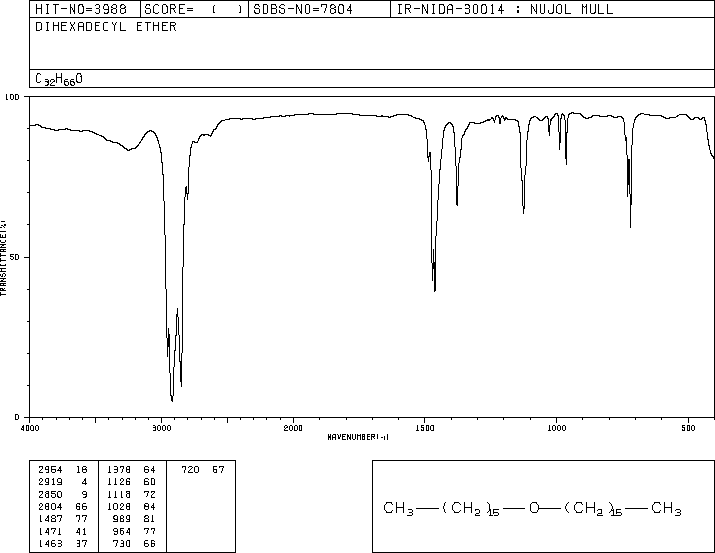 HIT-NO=3988 SCORE= ( ) SDBS-NO=7804 IR-NIDA-30014 : NUJOL MULL
DIHEXADECYL ETHER
C32H66O
100
50
0
TRANSMITTANCE(%)
4000 3000 2000 1500 1000 500
WAVENUMBER(-1)
2954 18 1378 64 720 57
2919 4 1126 60
2850 9 1118 72
2804 66 1028 84
1487 77 989 81
1471 41 964 77
1463 37 730 66
CH3—(CH2)15—O—(CH2)15—CH3